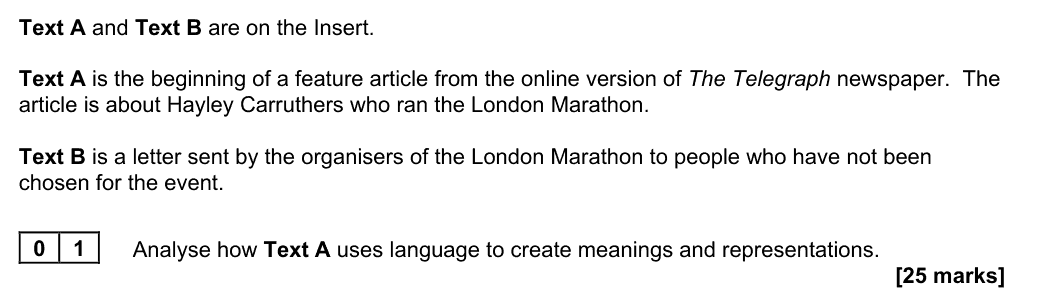 Text A and Text B are on the Insert.
Text A is the beginning of a feature article from the online version of The Telegraph newspaper.  The
article is about Hayley Carruthers who ran the London Marathon.
Text B is a letter sent by the organisers of the London Marathon to people who have not been
chosen for the event.
0 1 Analyse how Text A uses language to create meanings and representations.
[25 marks]